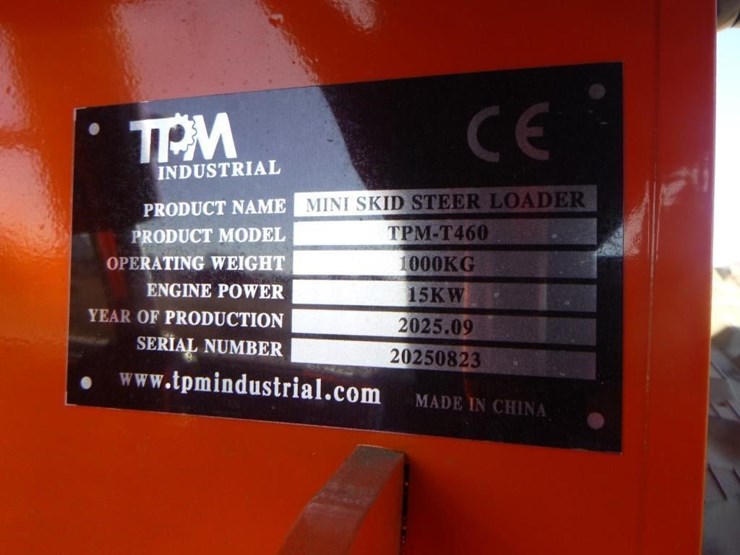 TPM
INDUSTRIAL
CE
PRODUCT NAME MINI SKID STEER LOADER
PRODUCT MODEL TPM-T460
OPERATING WEIGHT 1000KG
ENGINE POWER 15KW
YEAR OF PRODUCTION 2025.09
SERIAL NUMBER 20250823
www.tpmindustrial.com
MADE IN CHINA